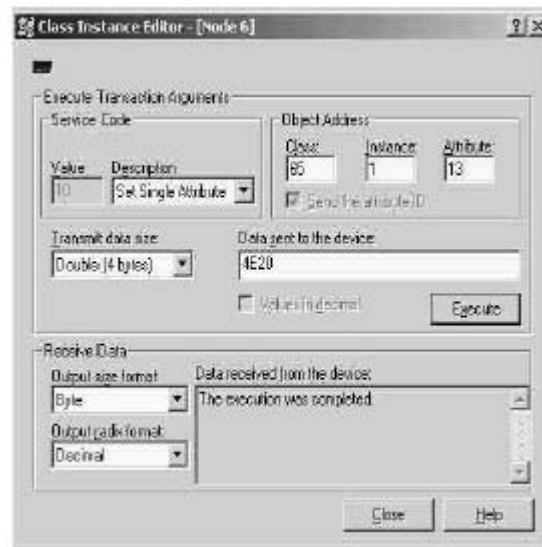 Class Instance Editor - [Node 6]
Execute Transaction Arguments
Service Code
Value
Description
10
Set Single Attribute
Object Address
Class:
Instance:
Attribute:
65
1
13
Send the attribute ID
Transmit data size:
Double (4 bytes)
Data sent to the device:
4E20
Values in decimal
Execute
Receive Data
Output size format:
Byte
Output radix format:
Decimal
Data received from the device:
The execution was completed.
Close
Help